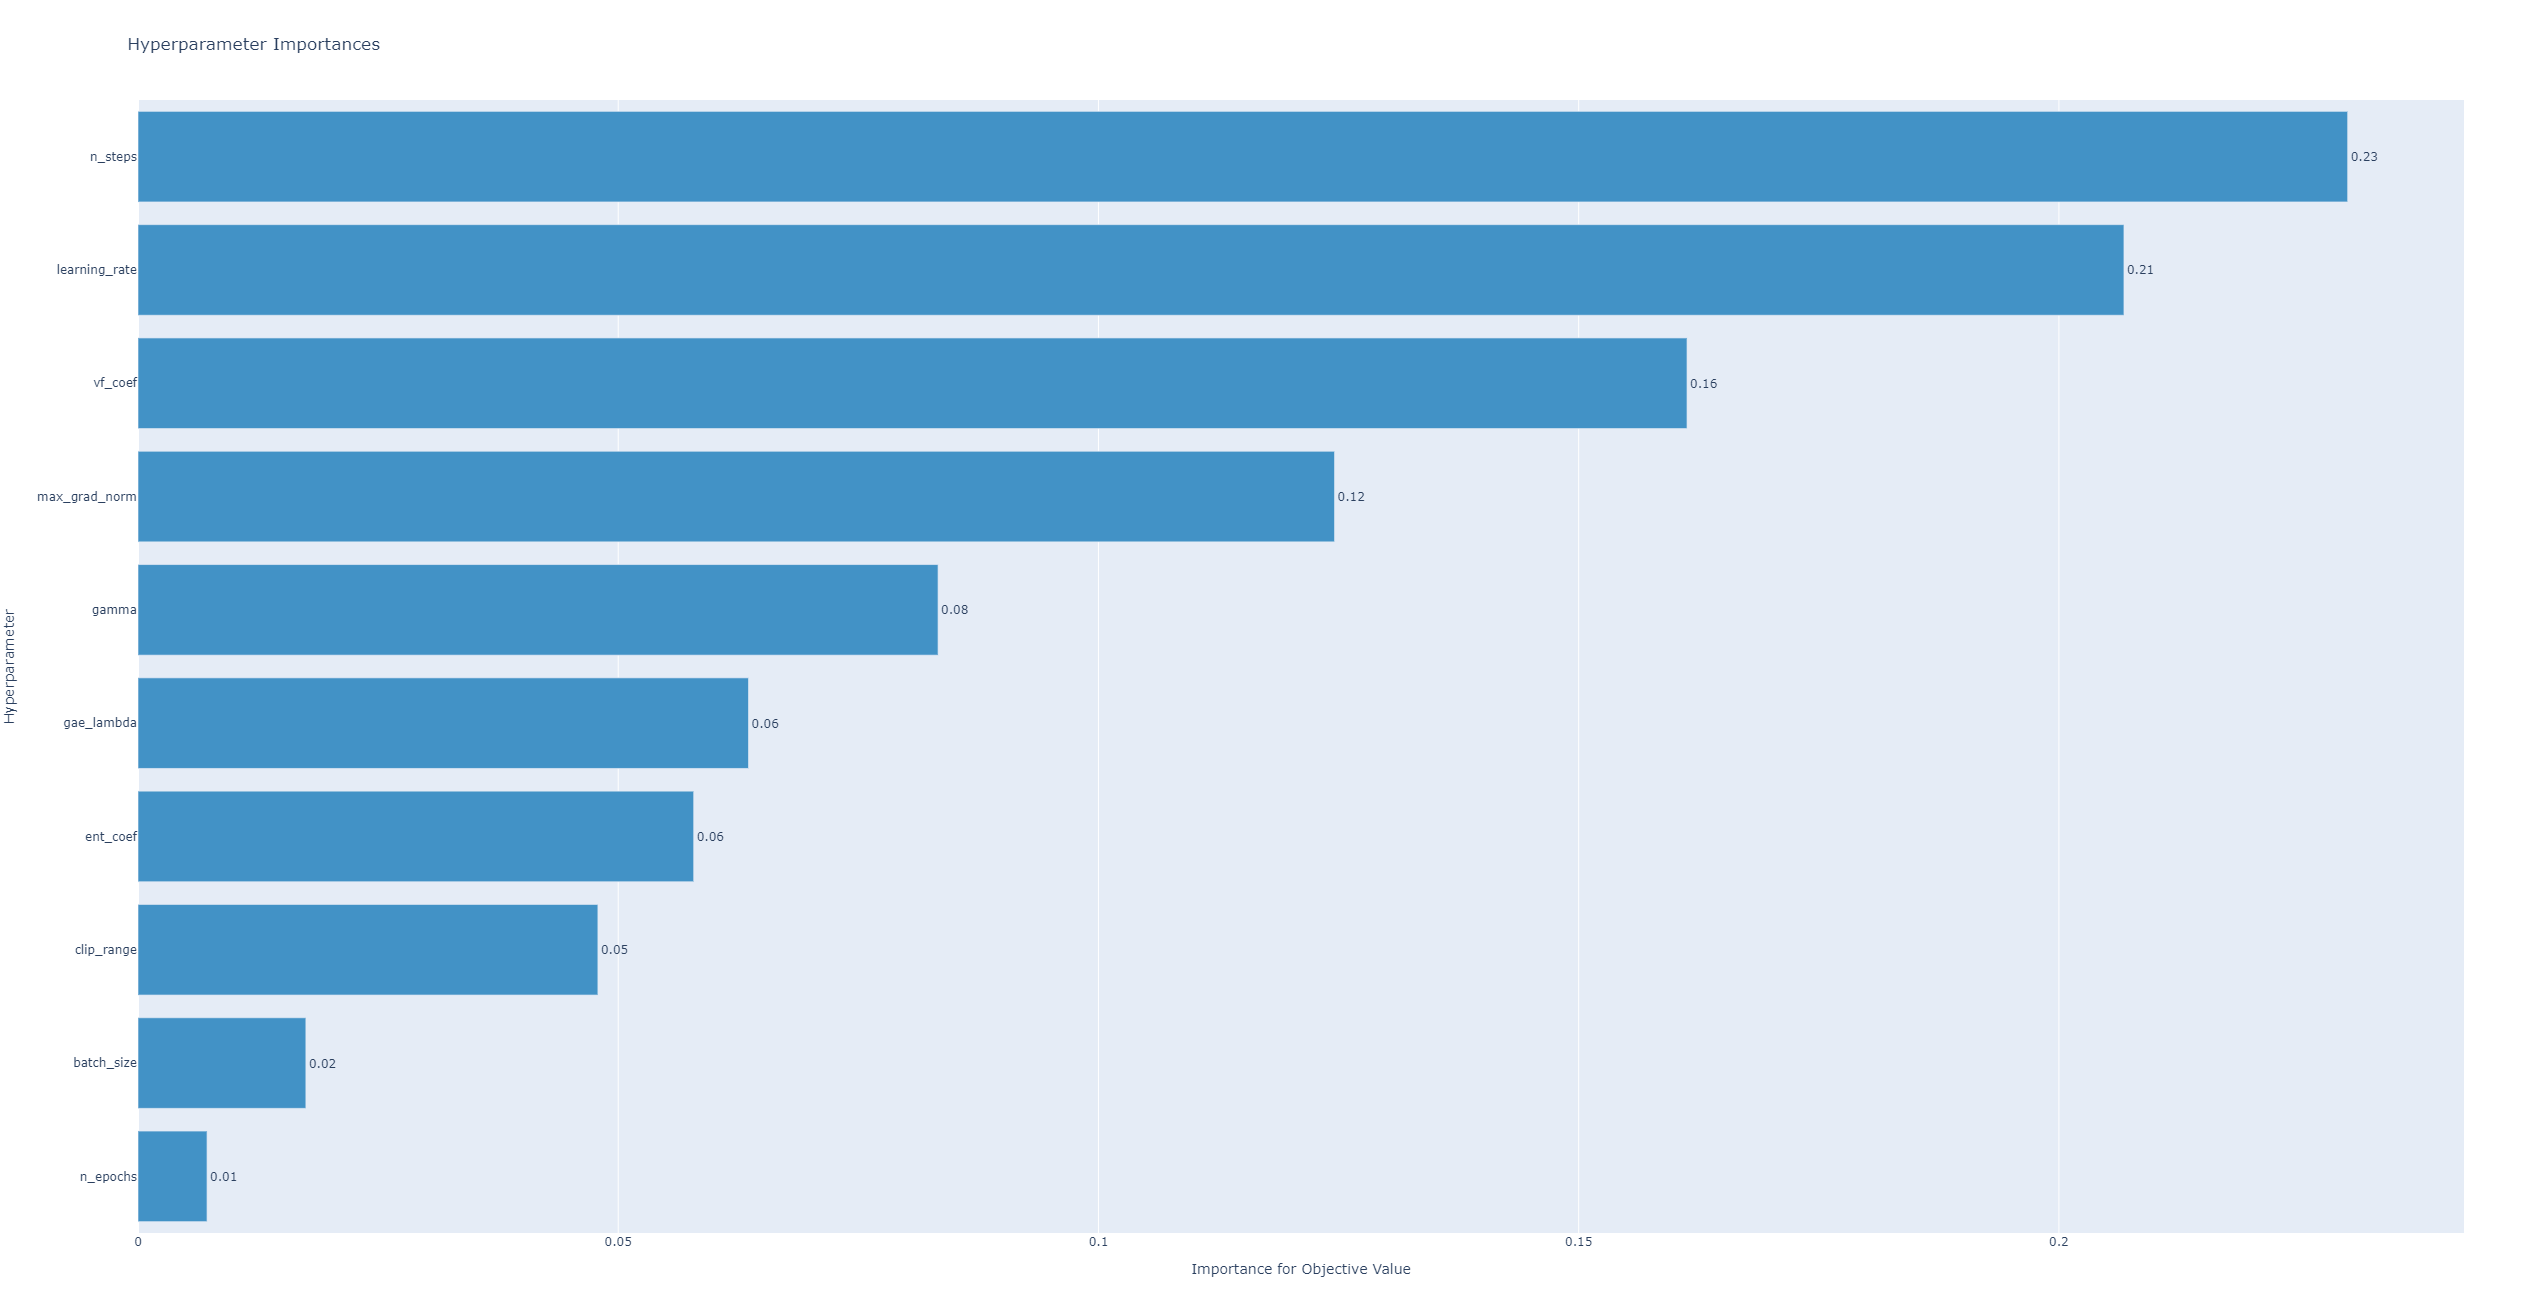 Hyperparameter Importances
n_steps 0.23
learning_rate 0.21
vf_coef 0.16
max_grad_norm 0.12
gamma 0.08
gae_lambda 0.06
ent_coef 0.06
clip_range 0.05
batch_size 0.02
n_epochs 0.01
Hyperparameter
0 0.05 0.1 0.15 0.2
Importance for Objective Value